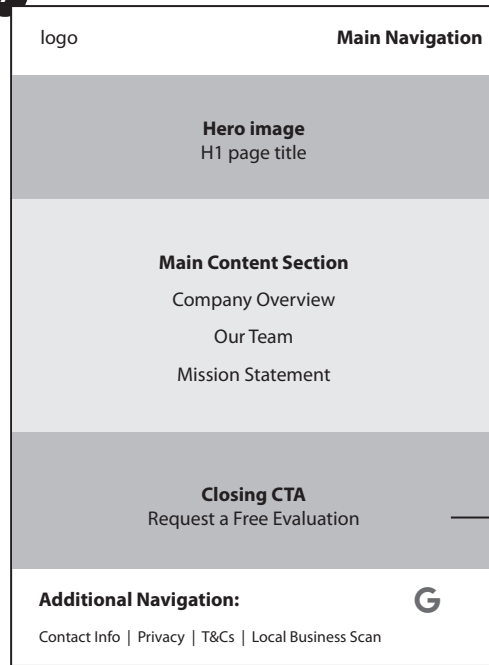 logo
Main Navigation
Hero image
H1 page title
Main Content Section
Company Overview
Our Team
Mission Statement
Closing CTA
Request a Free Evaluation
Additional Navigation:
G
Contact Info | Privacy | T&Cs | Local Business Scan